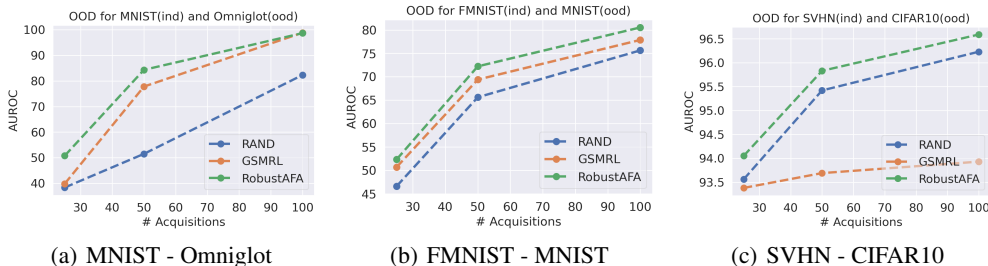 OOD for MNIST(ind) and Omniglot(ood)
AUROC
100
90
80
70
60
50
40
30 40 50 60 70 80 90 100
# Acquisitions
RAND
GSMRL
RobustAFA
(a) MNIST - Omniglot
OOD for FMNIST(ind) and MNIST(ood)
AUROC
80
75
70
65
60
55
50
45
30 40 50 60 70 80 90 100
# Acquisitions
RAND
GSMRL
RobustAFA
(b) FMNIST - MNIST
OOD for SVHN(ind) and CIFAR10(ood)
AUROC
96.5
96.0
95.5
95.0
94.5
94.0
93.5
30 40 50 60 70 80 90 100
# Acquisitions
RAND
GSMRL
RobustAFA
(c) SVHN - CIFAR10